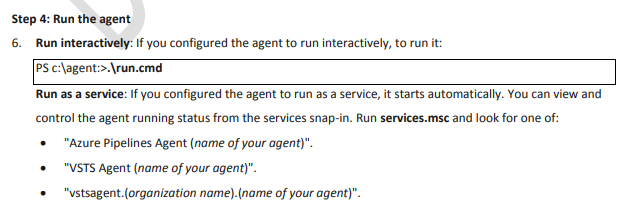 Step 4: Run the agent
6. Run interactively: If you configured the agent to run interactively, to run it:
PS c:\agent:>.\run.cmd
Run as a service: If you configured the agent to run as a service, it starts automatically. You can view and
control the agent running status from the services snap-in. Run services.msc and look for one of:
• "Azure Pipelines Agent (name of your agent)".
• "VSTS Agent (name of your agent)".
• "vstsagent.(organization name).(name of your agent)".